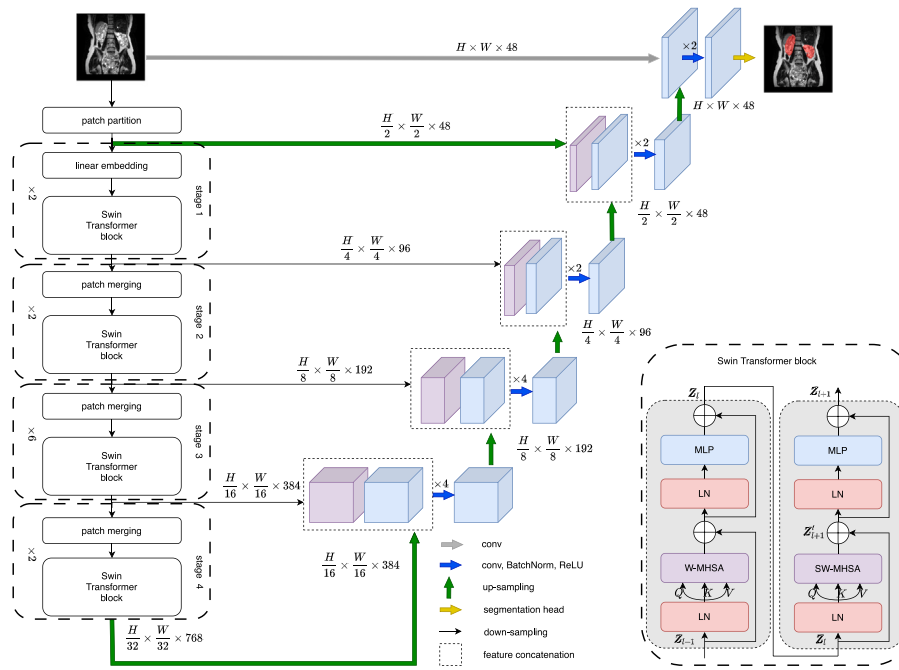 H × W × 48
×2
H × W × 48
patch partition
H/2 × W/2 × 48
×2
linear embedding
×2
stage 1
Swin
Transformer
block
H/2 × W/2 × 48
H/4 × W/4 × 96
×2
patch merging
×2
stage 2
Swin
Transformer
block
H/4 × W/4 × 96
H/8 × W/8 × 192
×4
patch merging
×6
stage 3
Swin
Transformer
block
H/8 × W/8 × 192
H/16 × W/16 × 384
×4
patch merging
×2
stage 4
Swin
Transformer
block
H/16 × W/16 × 384
H/32 × W/32 × 768
conv
conv, BatchNorm, ReLU
up-sampling
segmentation head
down-sampling
feature concatenation
Swin Transformer block
Z_l
MLP
LN
W-MHSA
Q K V
LN
Z_{l-1}
Z_{l+1}
MLP
LN
Z'_{l+1}
SW-MHSA
Q K V
LN
Z_l